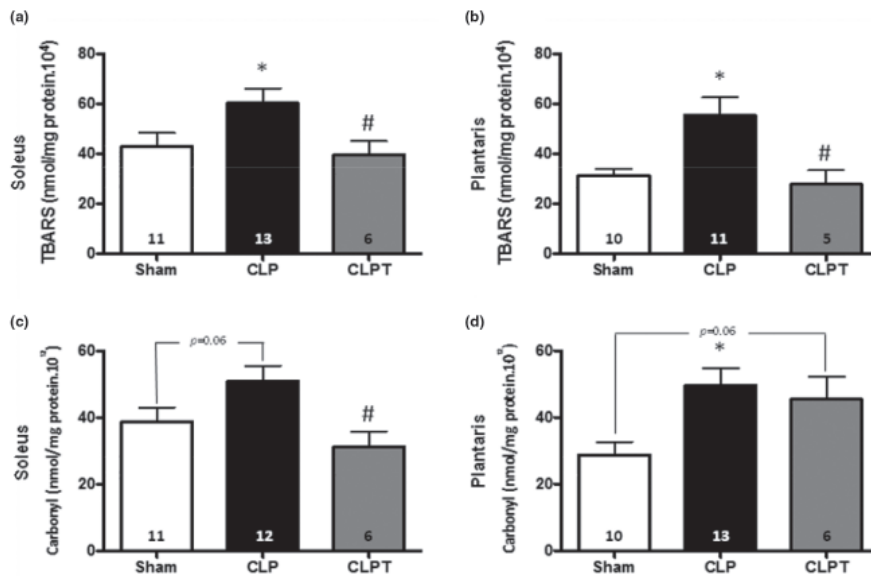 (a)
Soleus
TBARS (nmol/mg protein.10⁴)
80
60
40
20
0
*
#
11
13
6
Sham
CLP
CLPT
(b)
Plantaris
TBARS (nmol/mg protein.10⁴)
80
60
40
20
0
*
#
10
11
5
Sham
CLP
CLPT
(c)
Soleus
Carbonyl (nmol/mg protein.10
60
40
20
0
p=0.06
#
11
12
6
Sham
CLP
CLPT
(d)
Plantaris
Carbonyl (nmol/mg protein.10
60
40
20
0
p=0.06
*
10
13
6
Sham
CLP
CLPT